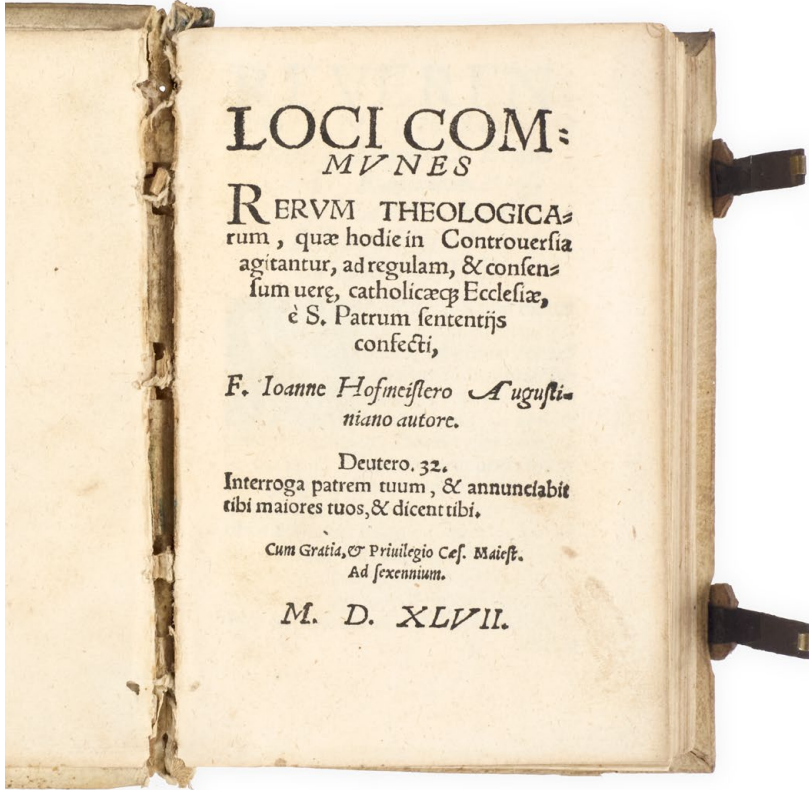 LOCI COM⸗
MVNES
RERVM THEOLOGICA⸗
rum, quæ hodie in Controuersia
agitantur, ad regulam, & consen⸗
sum uerę, catholicæq́ꝫ Ecclesiæ,
è S. Patrum sententijs
confecti,
F. Ioanne Hofmeistero Augusti⸗
niano autore.
Deutero. 32.
Interroga patrem tuum, & annunciabit
tibi maiores tuos, & dicent tibi.
Cum Gratia, & Priuilegio Cæs. Maiest.
Ad sexennium.
M. D. XLVII.